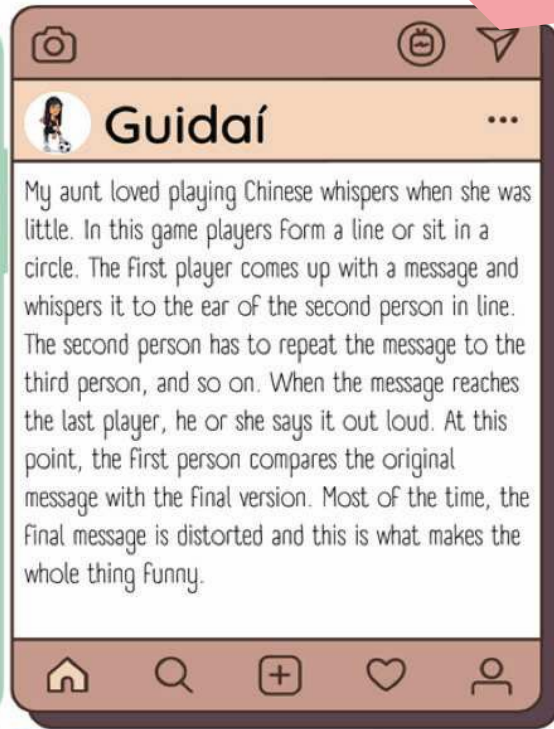 Guidaí
My aunt loved playing Chinese whispers when she was
little. In this game players form a line or sit in a
circle. The first player comes up with a message and
whispers it to the ear of the second person in line.
The second person has to repeat the message to the
third person, and so on. When the message reaches
the last player, he or she says it out loud. At this
point, the first person compares the original
message with the final version. Most of the time, the
final message is distorted and this is what makes the
whole thing funny.